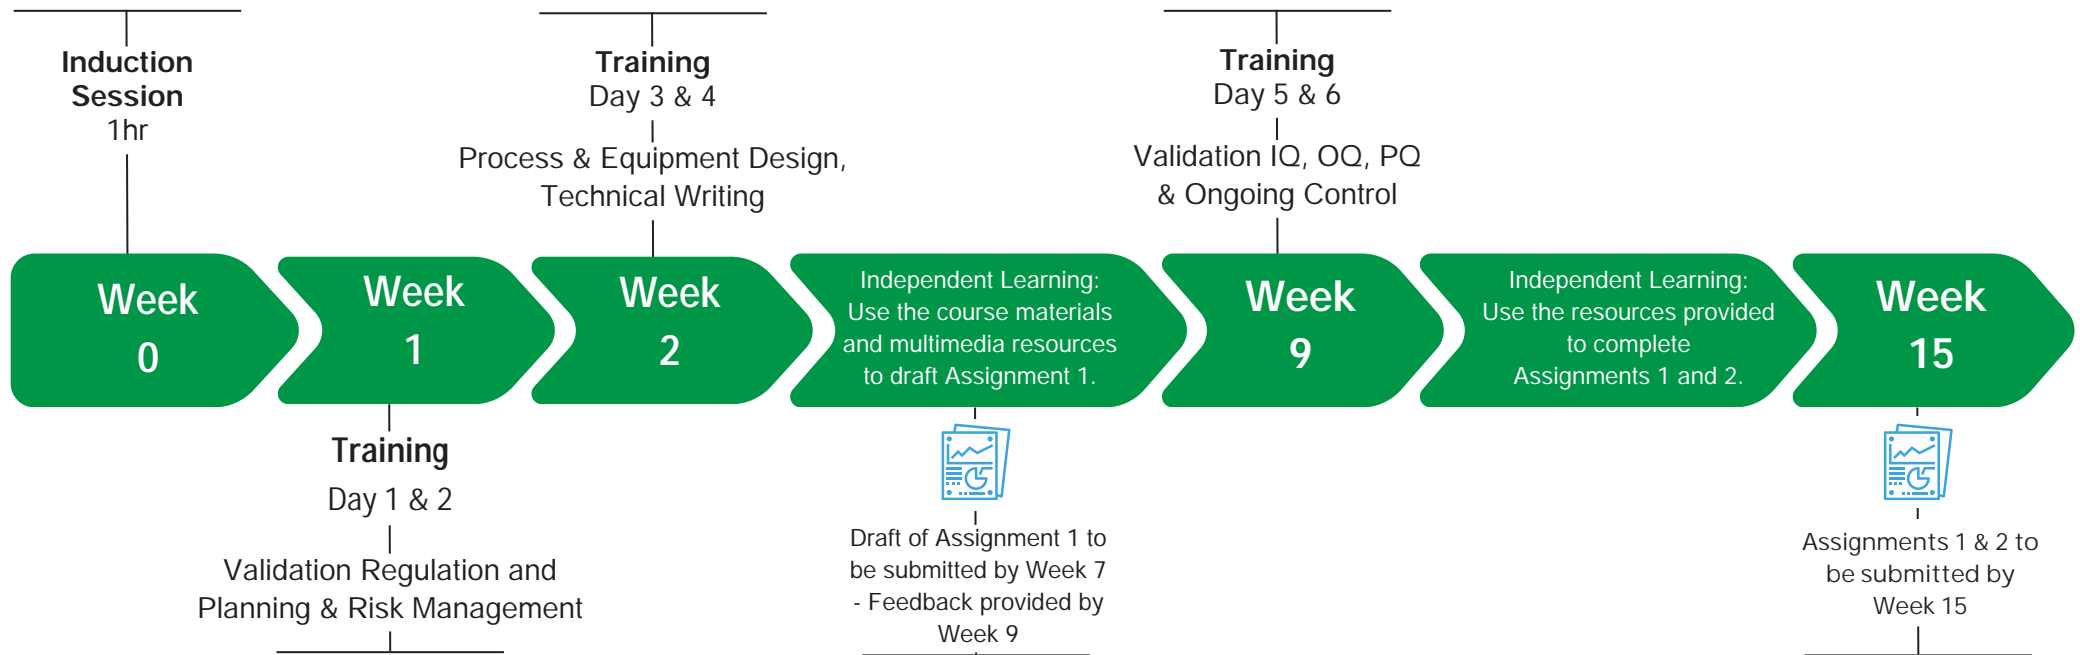 Induction
Session
1hr
Training
Day 3 & 4
Process & Equipment Design,
Technical Writing
Training
Day 5 & 6
Validation IQ, OQ, PQ
& Ongoing Control
Week
0
Week
1
Week
2
Independent Learning:
Use the course materials
and multimedia resources
to draft Assignment 1.
Week
9
Independent Learning:
Use the resources provided
to complete
Assignments 1 and 2.
Week
15
Training
Day 1 & 2
Validation Regulation and
Planning & Risk Management
Draft of Assignment 1 to
be submitted by Week 7
- Feedback provided by
Week 9
Assignments 1 & 2 to
be submitted by
Week 15